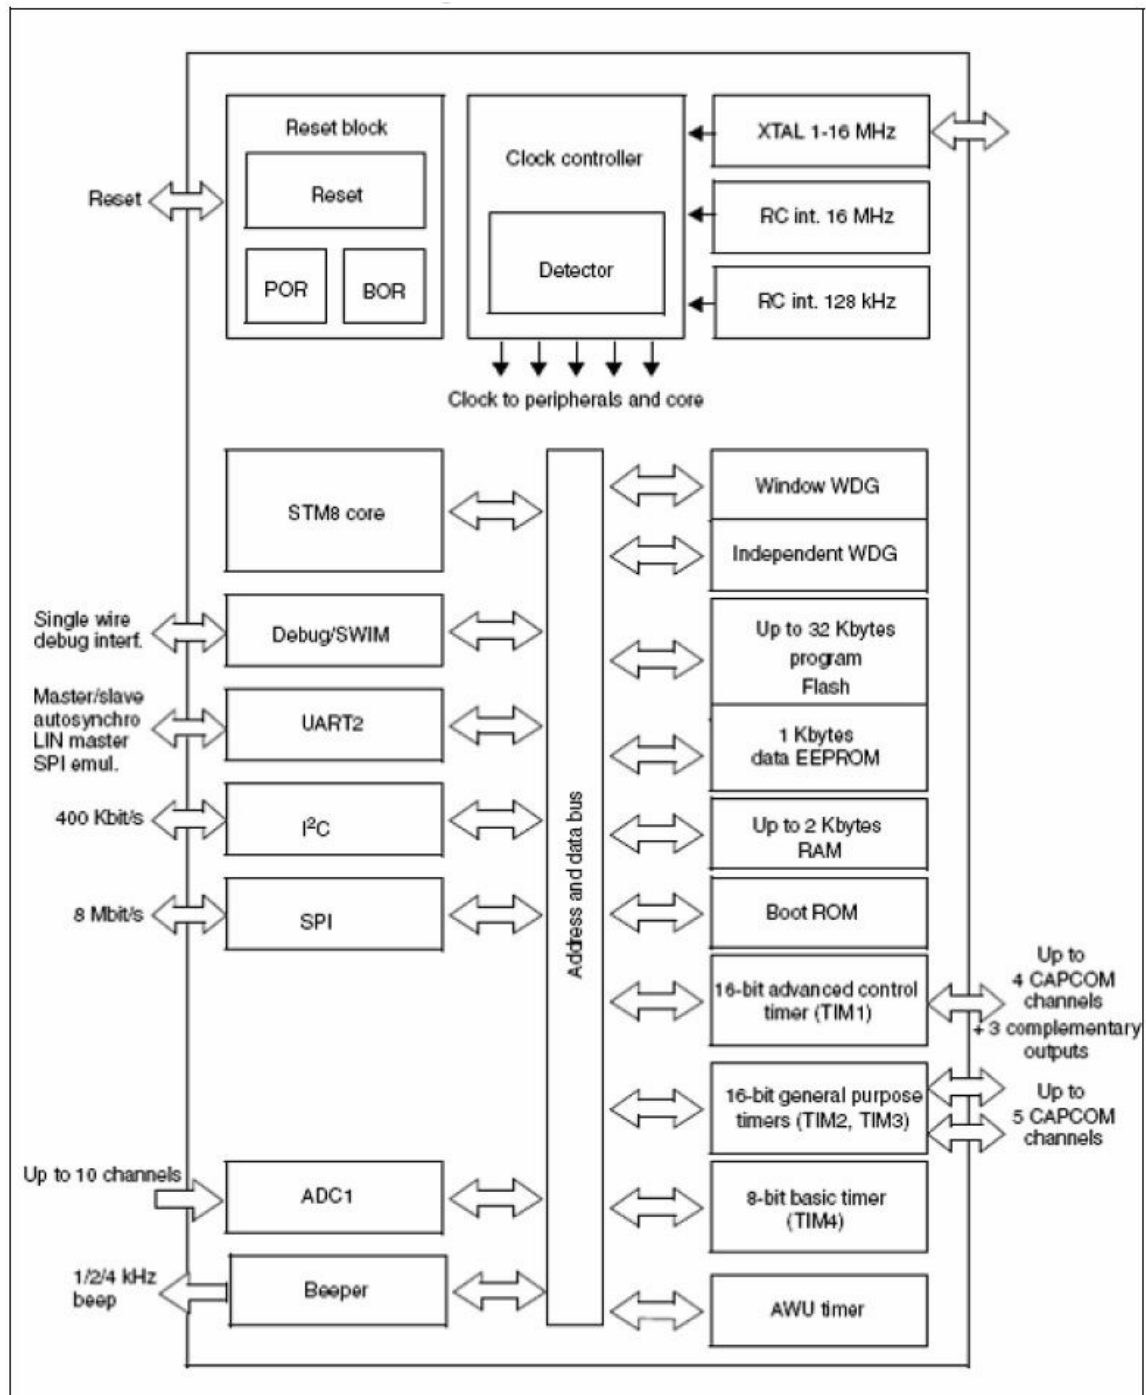 Reset block
Reset
POR
BOR
Reset
Clock controller
Detector
XTAL 1-16 MHz
RC int. 16 MHz
RC int. 128 kHz
Clock to peripherals and core
STM8 core
Single wire
debug interf.
Debug/SWIM
Master/slave
autosynchro
LIN master
SPI emul.
UART2
400 Kbit/s
I²C
8 Mbit/s
SPI
Up to 10 channels
ADC1
1/2/4 kHz
beep
Beeper
Address and data bus
Window WDG
Independent WDG
Up to 32 Kbytes
program
Flash
1 Kbytes
data EEPROM
Up to 2 Kbytes
RAM
Boot ROM
16-bit advanced control
timer (TIM1)
Up to
4 CAPCOM
channels
+ 3 complementary
outputs
16-bit general purpose
timers (TIM2, TIM3)
Up to
5 CAPCOM
channels
8-bit basic timer
(TIM4)
AWU timer